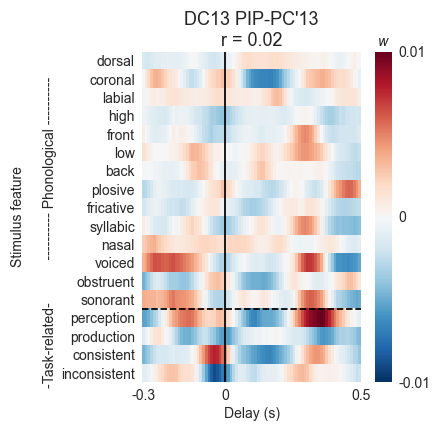 DC13 PIP-PC'13
r = 0.02
w
dorsal
coronal
labial
high
front
low
back
plosive
fricative
syllabic
nasal
voiced
obstruent
sonorant
perception
production
consistent
inconsistent
Stimulus feature
-Task-related- ---------- Phonological ----------
-0.3 0 0.5
Delay (s)
0.01
0
-0.01